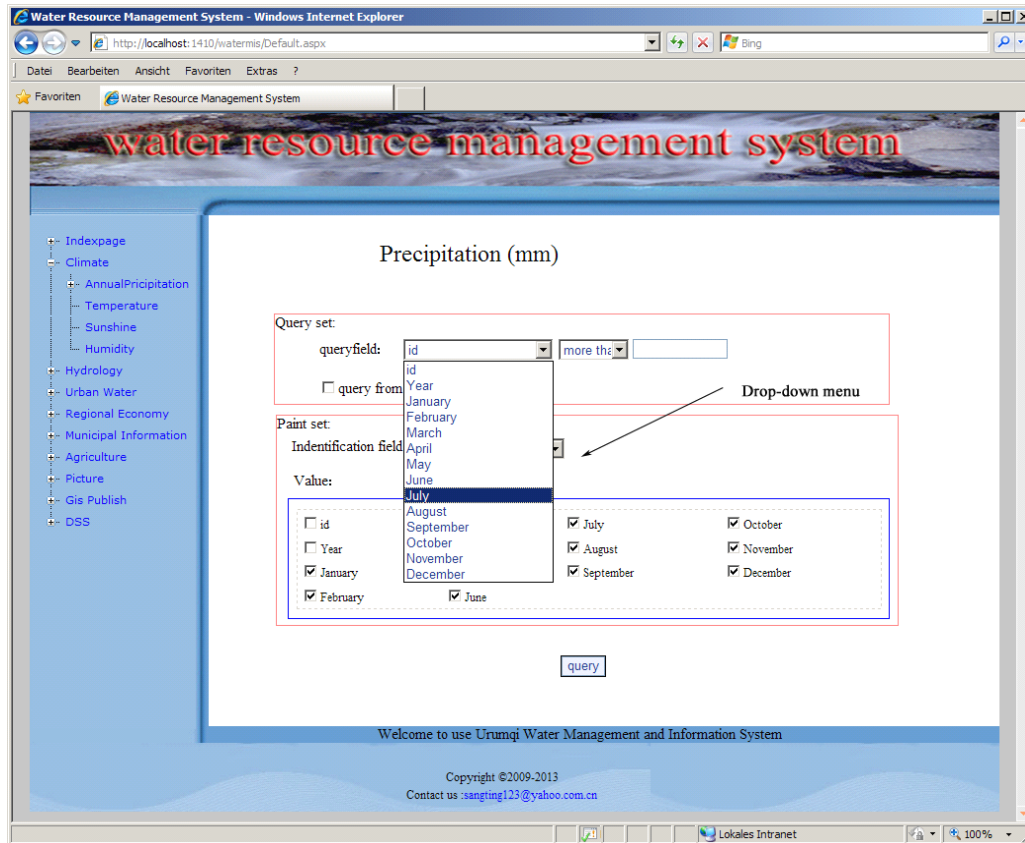 Water Resource Management System - Windows Internet Explorer
http://localhost:1410/watermis/Default.aspx
Bing
Datei Bearbeiten Ansicht Favoriten Extras ?
Favoriten Water Resource Management System
water resource management system
Indexpage
Climate
AnnualPricipitation
Temperature
Sunshine
Humidity
Hydrology
Urban Water
Regional Economy
Municipal Information
Agriculture
Picture
Gis Publish
DSS
Precipitation (mm)
Query set:
queryfield: id more tha
query from
id
Year
January
February
March
April
May
June
July
August
September
October
November
December
Drop-down menu
Paint set:
Indentification field
Value:
id July October
Year August November
January September December
February June
query
Welcome to use Urumqi Water Management and Information System
Copyright ©2009-2013
Contact us :sangting123@yahoo.com.cn
Lokales Intranet 100%